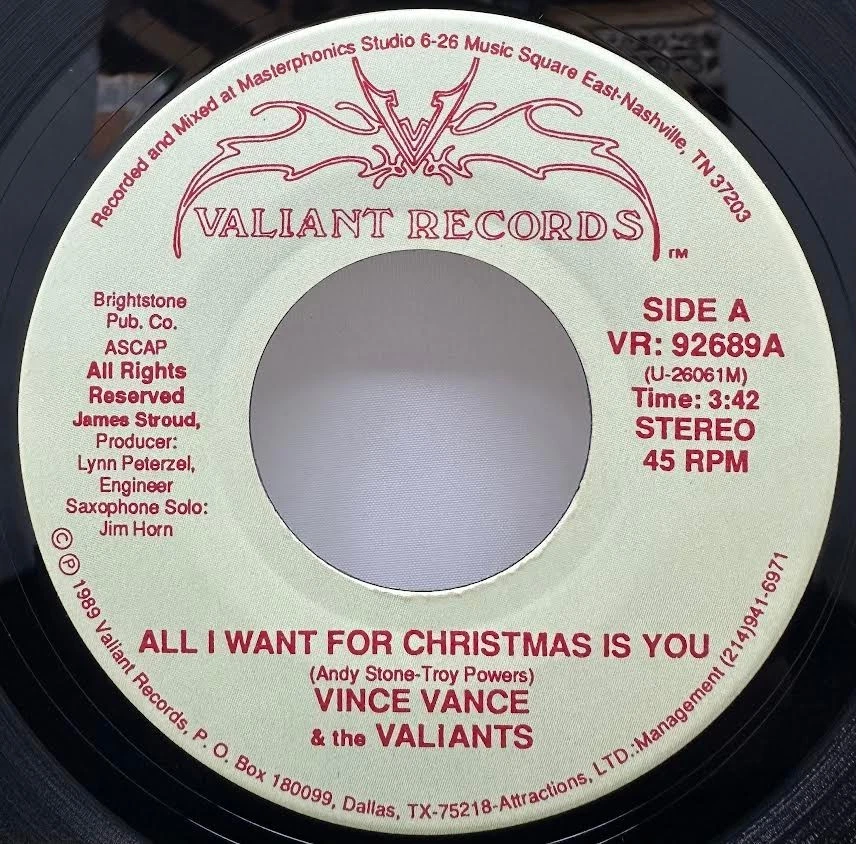 Recorded and Mixed at Masterphonics Studio 6-26 Music Square East-Nashville, TN 37203
VALIANT RECORDS
TM
Brightstone
Pub. Co.
ASCAP
All Rights
Reserved
James Stroud,
Producer:
Lynn Peterzel,
Engineer
Saxophone Solo:
Jim Horn
SIDE A
VR: 92689A
(U-26061M)
Time: 3:42
STEREO
45 RPM
ALL I WANT FOR CHRISTMAS IS YOU
(Andy Stone-Troy Powers)
VINCE VANCE
& the VALIANTS
© ℗ 1989 Valiant Records, P. O. Box 180099, Dallas, TX-75218-Attractions, LTD.:Management (214)941-6971